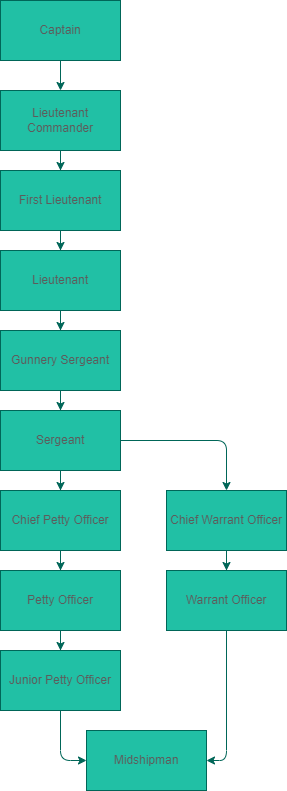 Captain
Lieutenant
Commander
First Lieutenant
Lieutenant
Gunnery Sergeant
Sergeant
Chief Petty Officer
Chief Warrant Officer
Petty Officer
Warrant Officer
Junior Petty Officer
Midshipman